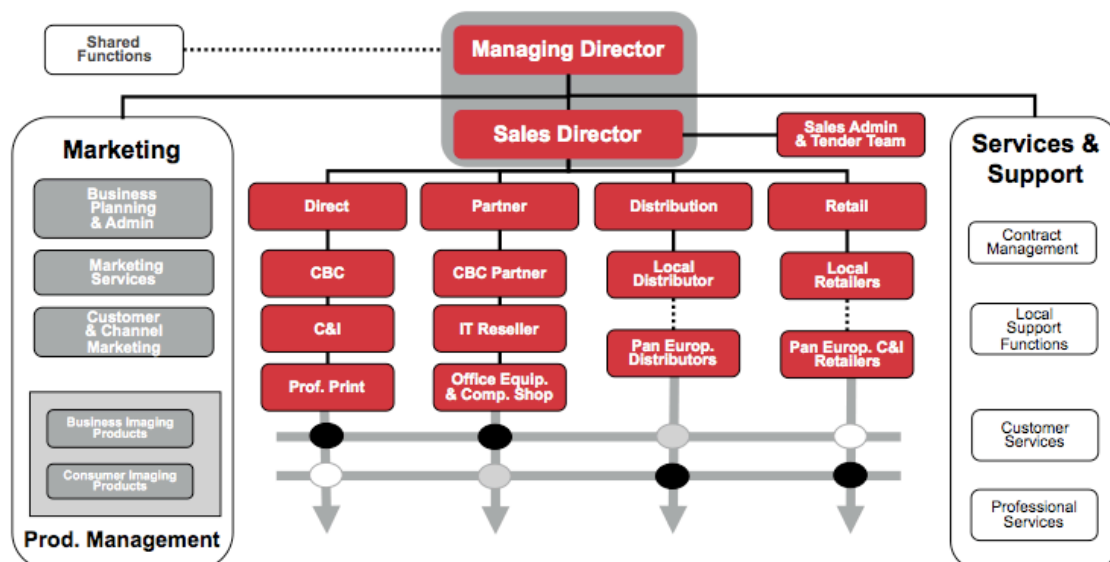 Shared
Functions
Managing Director
Sales Director
Sales Admin
& Tender Team
Marketing
Business
Planning
& Admin
Marketing
Services
Customer
& Channel
Marketing
Business Imaging
Products
Consumer Imaging
Products
Prod. Management
Direct
CBC
C&I
Prof. Print
Partner
CBC Partner
IT Reseller
Office Equip.
& Comp. Shop
Distribution
Local
Distributor
Pan Europ.
Distributors
Retail
Local
Retailers
Pan Europ. C&I
Retailers
Services &
Support
Contract
Management
Local
Support
Functions
Customer
Services
Professional
Services